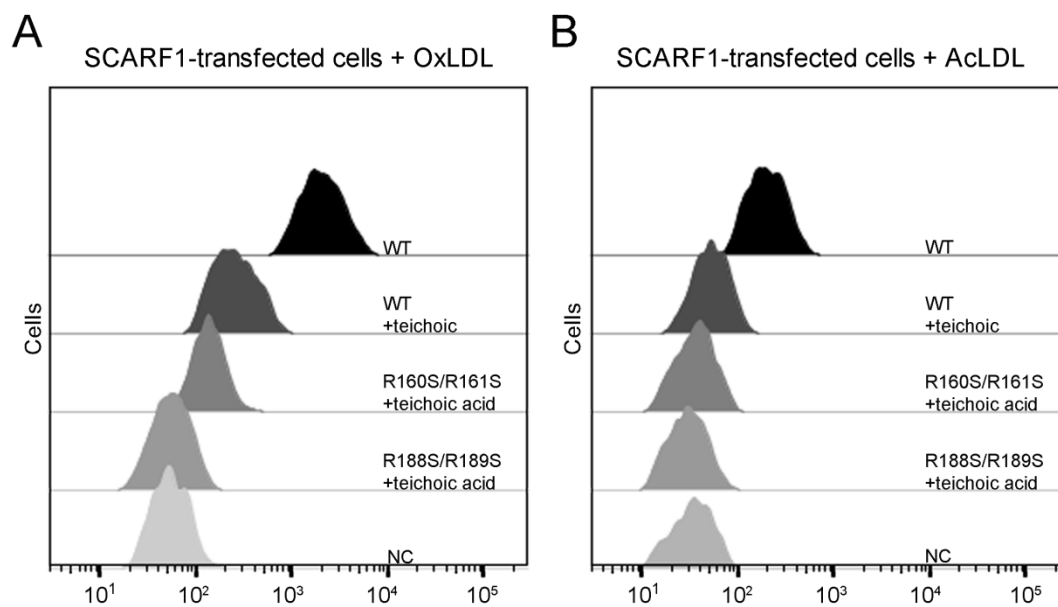 A
SCARF1-transfected cells + OxLDL
Cells
WT
WT
+teichoic
R160S/R161S
+teichoic acid
R188S/R189S
+teichoic acid
NC
10¹ 10² 10³ 10⁴ 10⁵
B
SCARF1-transfected cells + AcLDL
Cells
WT
WT
+teichoic
R160S/R161S
+teichoic acid
R188S/R189S
+teichoic acid
NC
10¹ 10² 10³ 10⁴ 10⁵